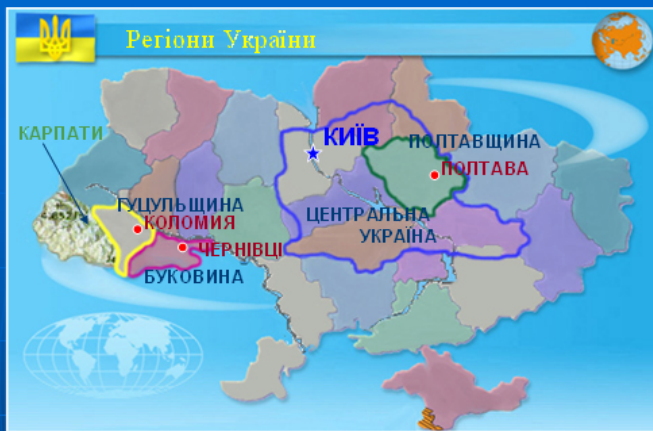 Регіони України
КИЇВ
КАРПАТИ
ПОЛТАВЩИНА
ПОЛТАВА
ГУЦУЛЬЩИНА
КОЛОМИЯ
ЦЕНТРАЛЬНА
УКРАЇНА
ЧЕРНІВЦІ
БУКОВИНА